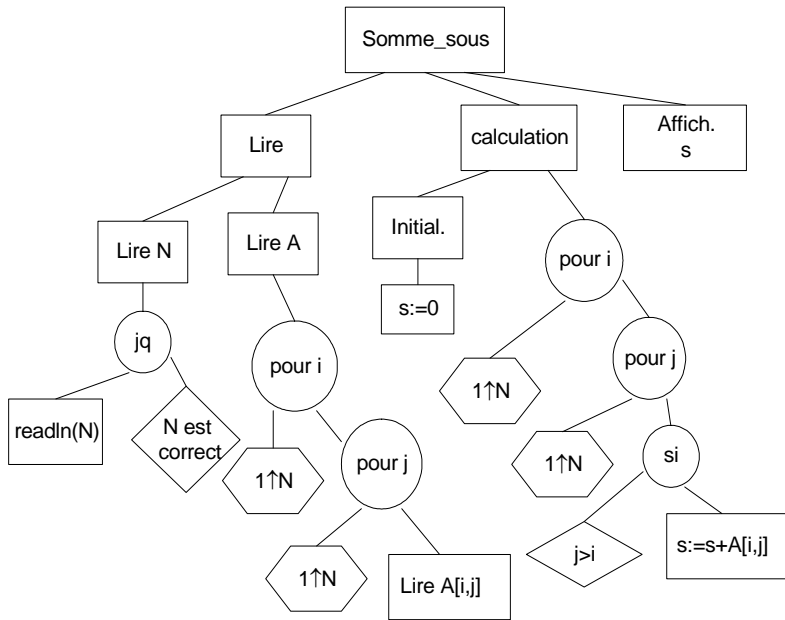 Somme_sous
Lire
calculation
Affich.
s
Lire N
Lire A
Initial.
pour i
s:=0
jq
pour i
pour j
1↑N
readln(N)
N est
correct
1↑N
pour j
1↑N
si
1↑N
Lire A[i,j]
j>i
s:=s+A[i,j]